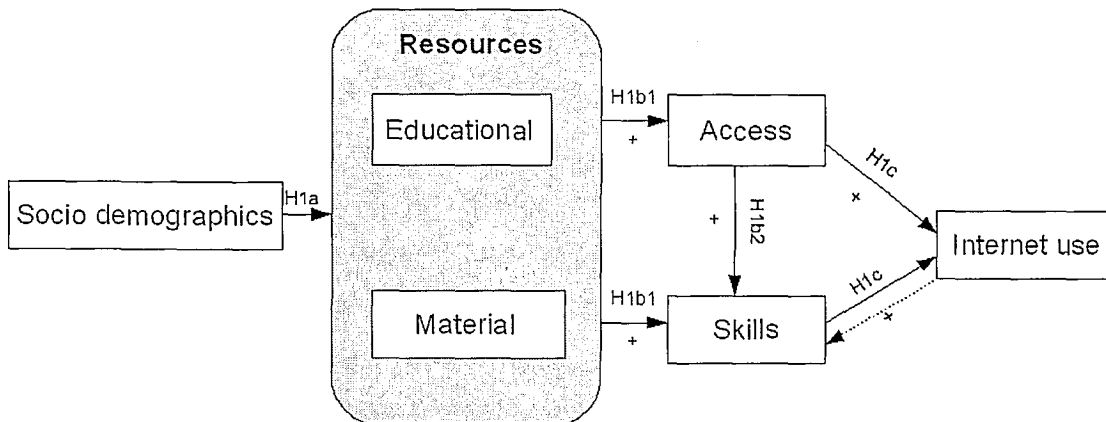 Resources
H1b1
+
Educational
Access
H1c
+
H1a
Socio demographics
+
H1b2
Internet use
H1b1
+
Material
Skills
H1c
+